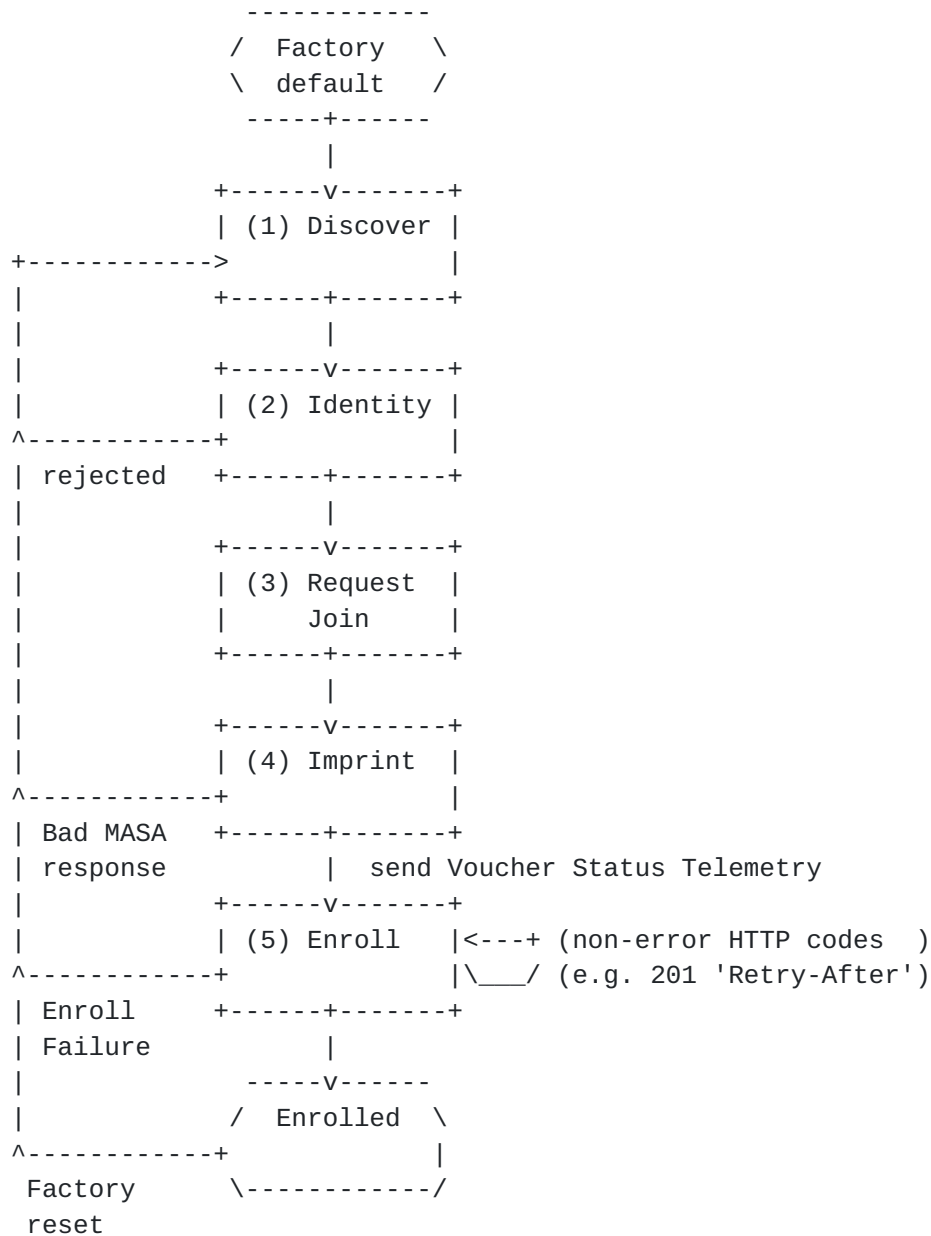 Factory
default
(1) Discover
(2) Identity
rejected
(3) Request
Join
(4) Imprint
Bad MASA
response
send Voucher Status Telemetry
(5) Enroll
(non-error HTTP codes )
(e.g. 201 'Retry-After')
Enroll
Failure
Enrolled
Factory
reset